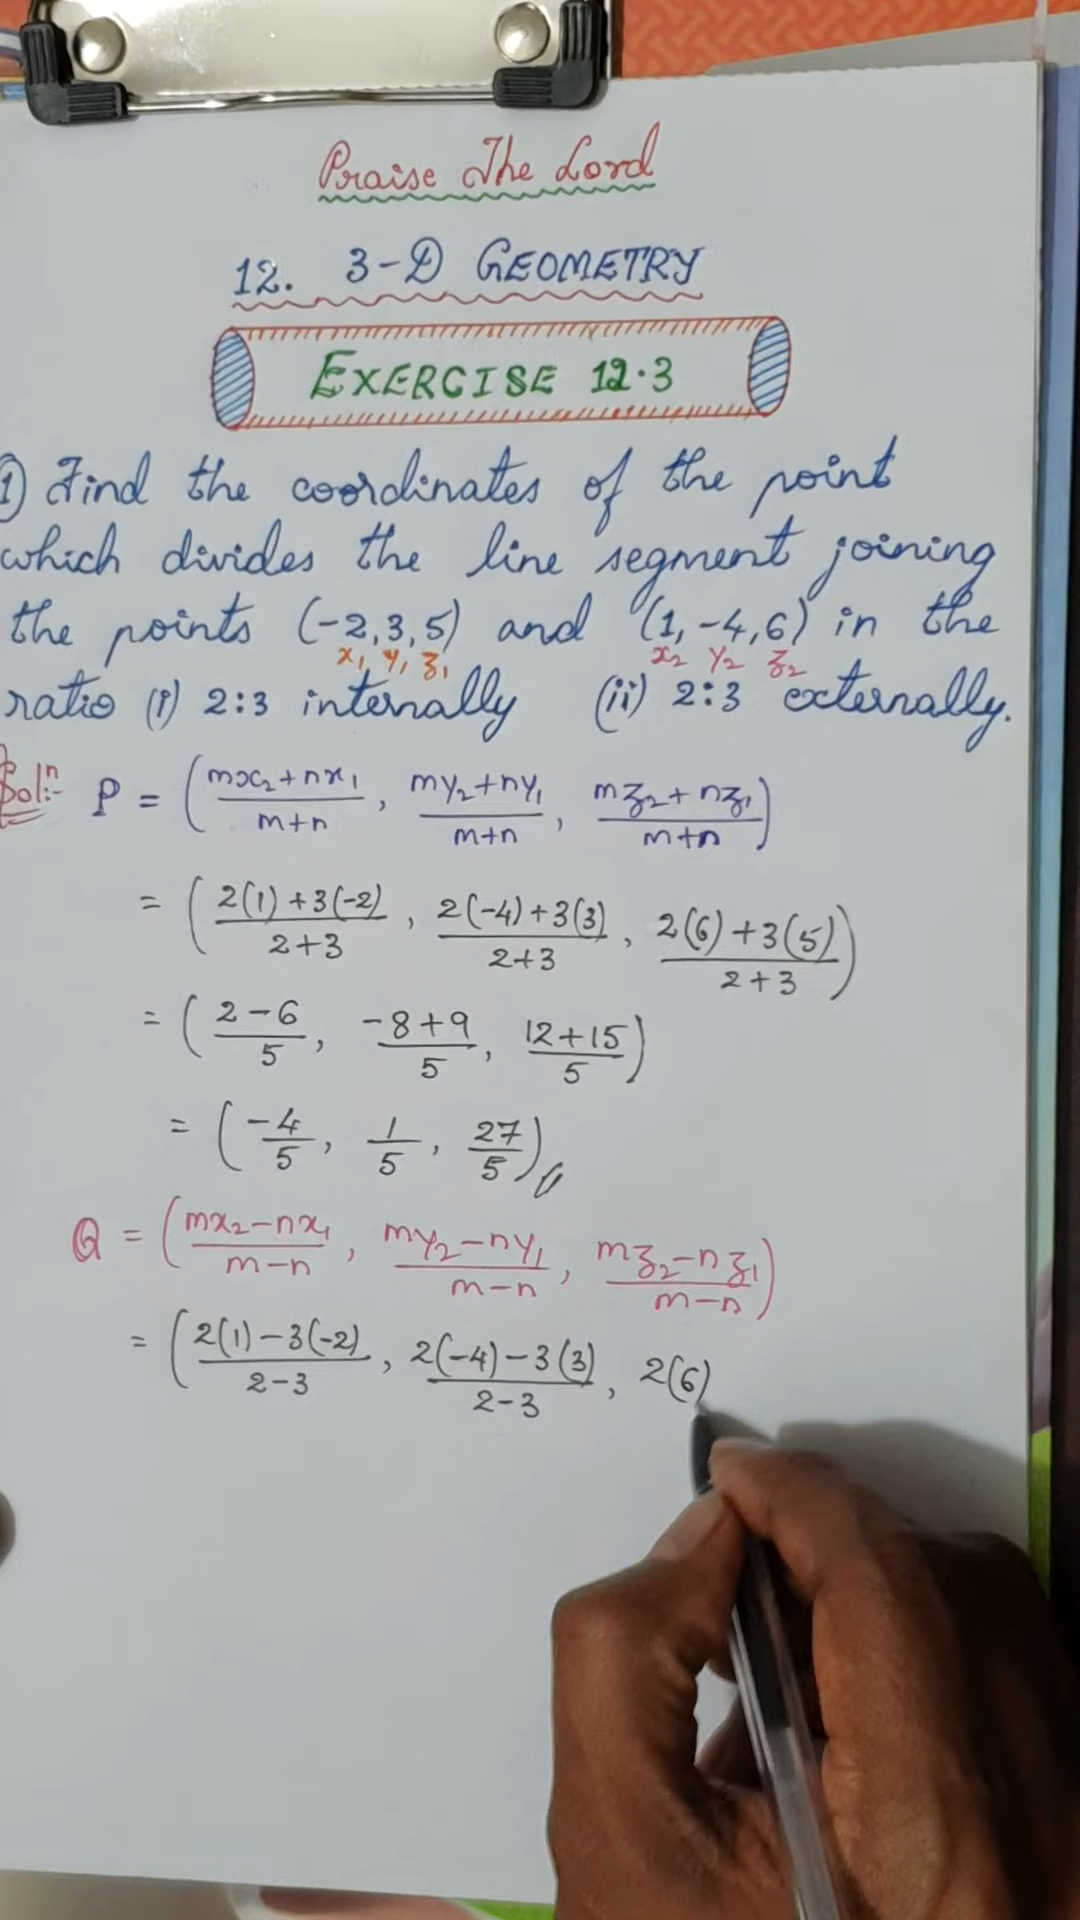 Praise The Lord
12. 3-D GEOMETRY
EXERCISE 12.3
1) Find the coordinates of the point
which divides the line segment joining
the points (-2,3,5) and (1,-4,6) in the
x₁ y₁ z₁ x₂ y₂ z₂
ratio (i) 2:3 internally (ii) 2:3 externally.
Solⁿ:- P = ( (mx₂+nx₁)/(m+n) , (my₂+ny₁)/(m+n) , (mz₂+nz₁)/(m+n) )
= ( (2(1)+3(-2))/(2+3) , (2(-4)+3(3))/(2+3) , (2(6)+3(5))/(2+3) )
= ( (2-6)/5 , (-8+9)/5 , (12+15)/5 )
= ( -4/5 , 1/5 , 27/5 )
Q = ( (mx₂-nx₁)/(m-n) , (my₂-ny₁)/(m-n) , (mz₂-nz₁)/(m-n) )
= ( (2(1)-3(-2))/(2-3) , (2(-4)-3(3))/(2-3) , 2(6)